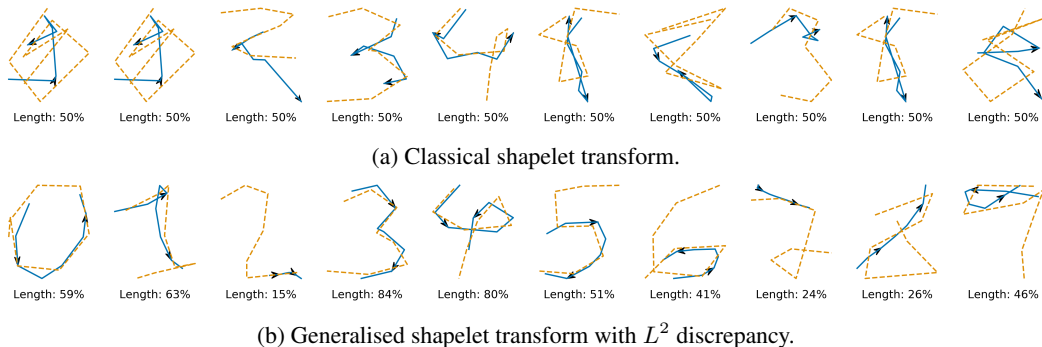 Length: 50% Length: 50% Length: 50% Length: 50% Length: 50% Length: 50% Length: 50% Length: 50% Length: 50% Length: 50%
(a) Classical shapelet transform.
Length: 59% Length: 63% Length: 15% Length: 84% Length: 80% Length: 51% Length: 41% Length: 24% Length: 26% Length: 46%
(b) Generalised shapelet transform with L² discrepancy.